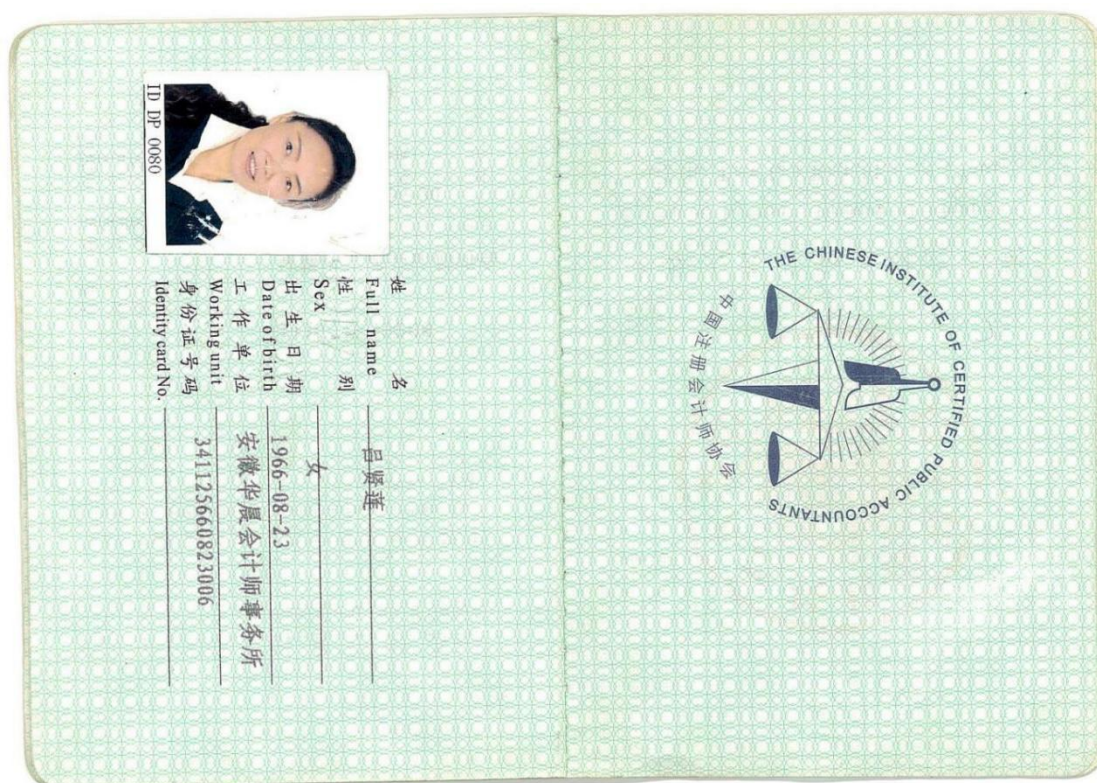 THE CHINESE INSTITUTE OF CERTIFIED PUBLIC ACCOUNTANTS
中国注册会计师协会
ID DP 0080
姓 名 吕贤莲
Full name
性 别 女
Sex
出生日期 1966-08-23
Date of birth
工作单位 安徽华晨会计师事务所
Working unit
身份证号码 341125660823006
Identity card No.